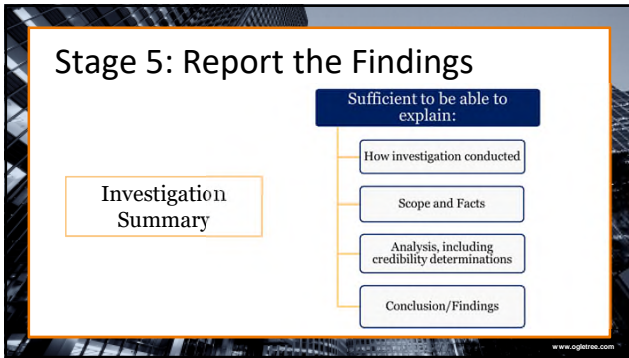 Stage 5: Report the Findings
Sufficient to be able to
explain:
How investigation conducted
Investigation
Summary
Scope and Facts
Analysis, including
credibility determinations
Conclusion/Findings
www.ogletree.com